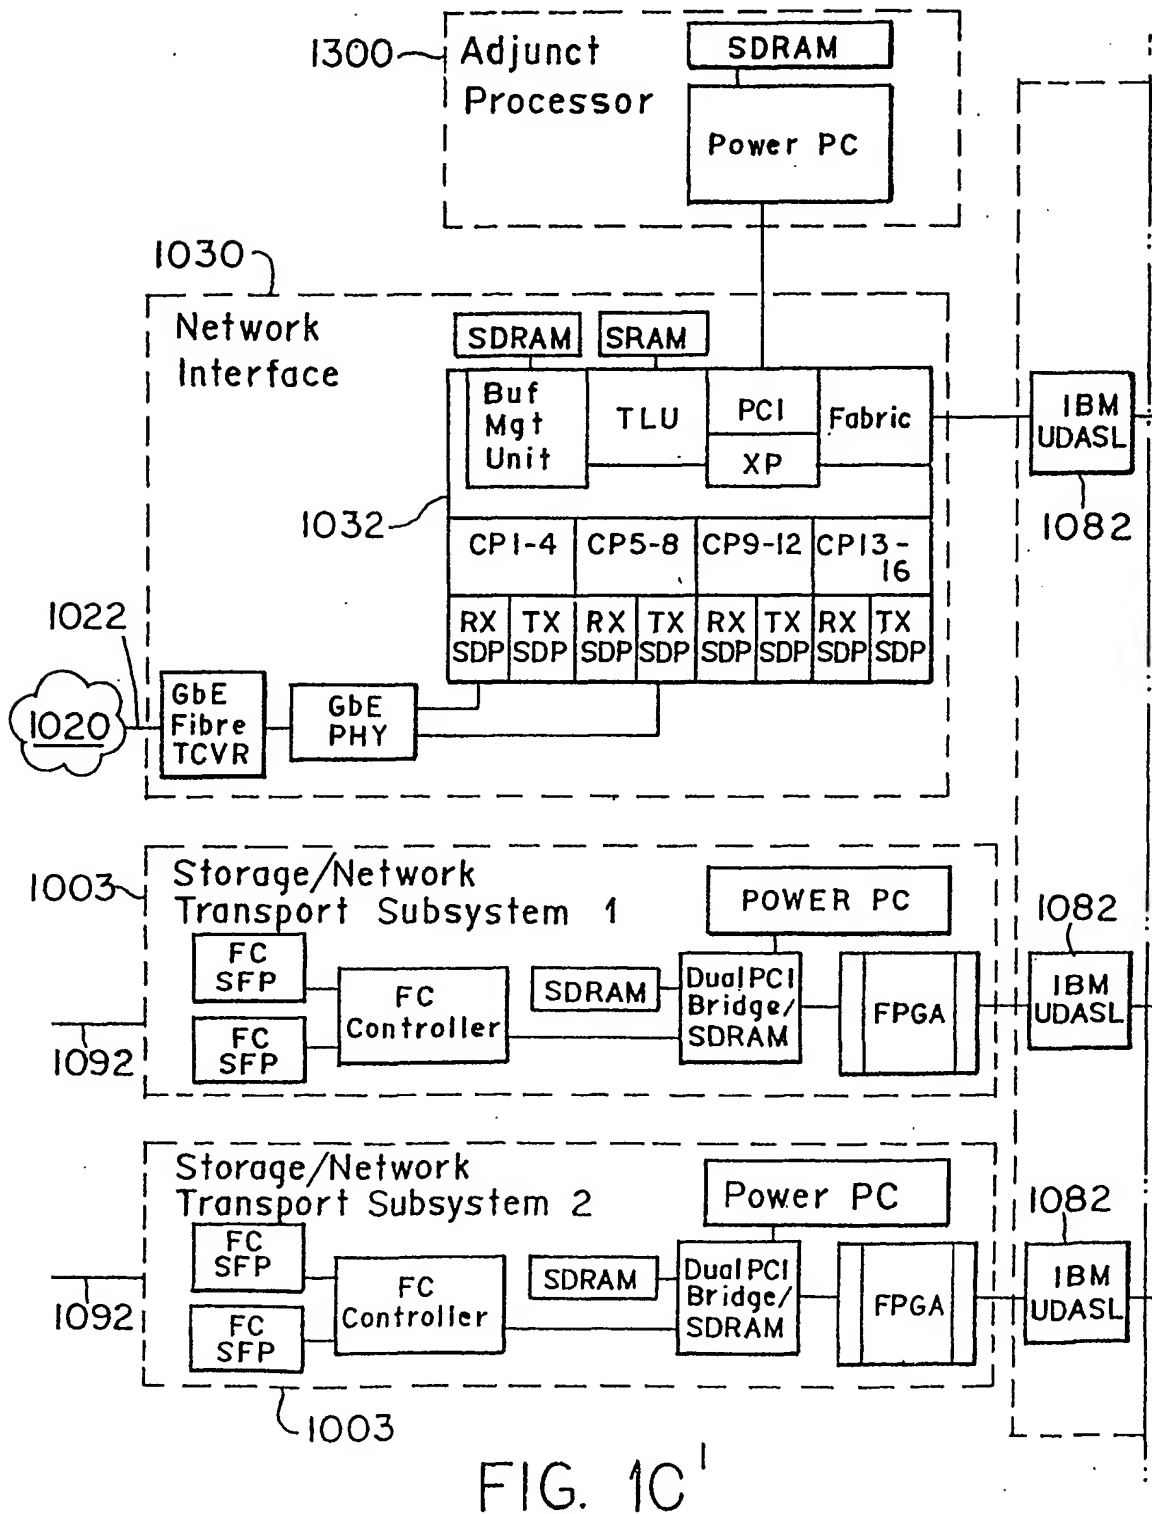 1300
Adjunct
Processor
SDRAM
Power PC
1030
Network
Interface
SDRAM
SRAM
Buf
Mgt
Unit
TLU
PCI
XP
Fabric
IBM
UDASL
1082
1032
CP1-4
CP5-8
CP9-12
CP13-
16
RX
SDP
TX
SDP
RX
SDP
TX
SDP
RX
SDP
TX
SDP
RX
SDP
TX
SDP
1022
1020
GbE
Fibre
TCVR
GbE
PHY
1003
Storage/Network
Transport Subsystem 1
POWER PC
1082
FC
SFP
FC
SFP
FC
Controller
SDRAM
Dual PCI
Bridge/
SDRAM
FPGA
IBM
UDASL
1092
Storage/Network
Transport Subsystem 2
Power PC
1082
FC
SFP
FC
SFP
FC
Controller
SDRAM
Dual PCI
Bridge/
SDRAM
FPGA
IBM
UDASL
1092
1003
FIG. 1C'